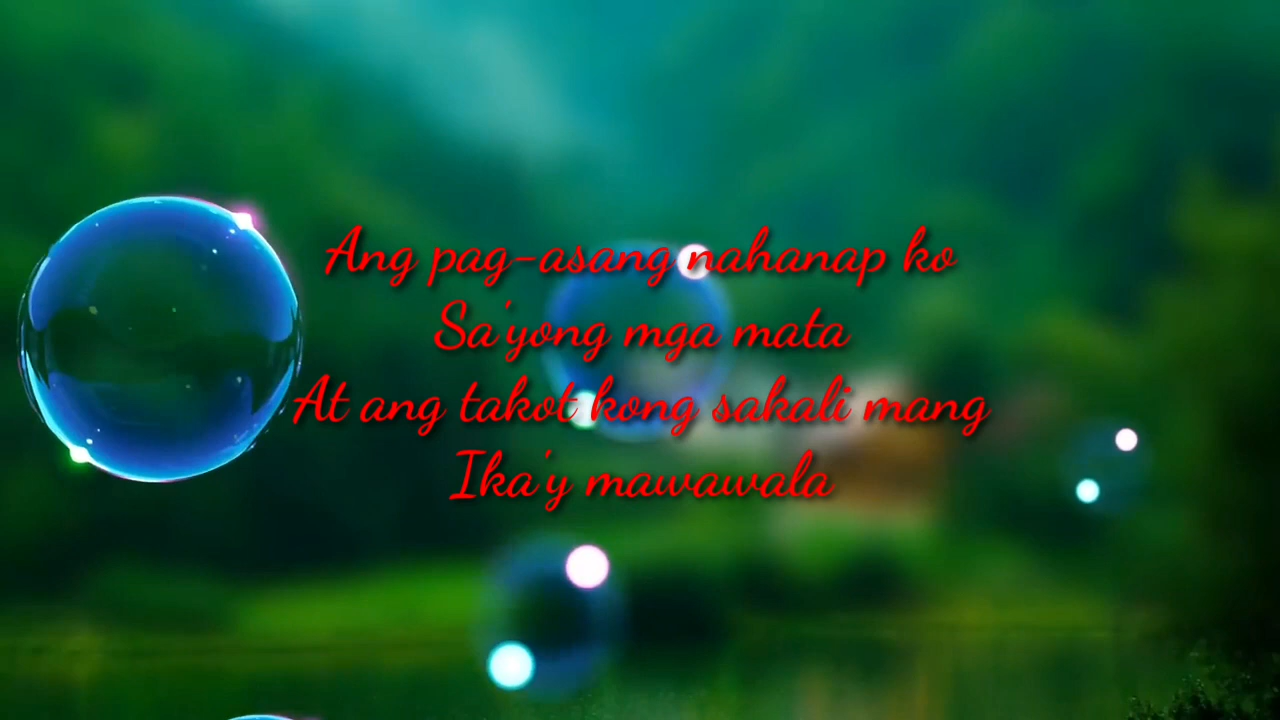 Ang pag-asang nahanap ko
Sa'yong mga mata
At ang takot kong sakali mang
Ika'y mawawala